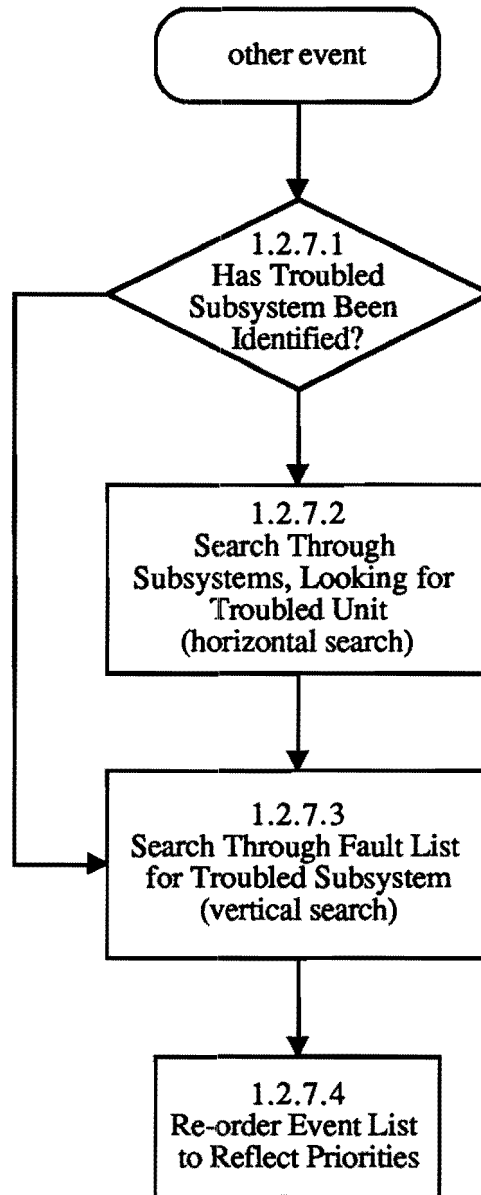 other event
1.2.7.1
Has Troubled
Subsystem Been
Identified?
1.2.7.2
Search Through
Subsystems, Looking for
Troubled Unit
(horizontal search)
1.2.7.3
Search Through Fault List
for Troubled Subsystem
(vertical search)
1.2.7.4
Re-order Event List
to Reflect Priorities